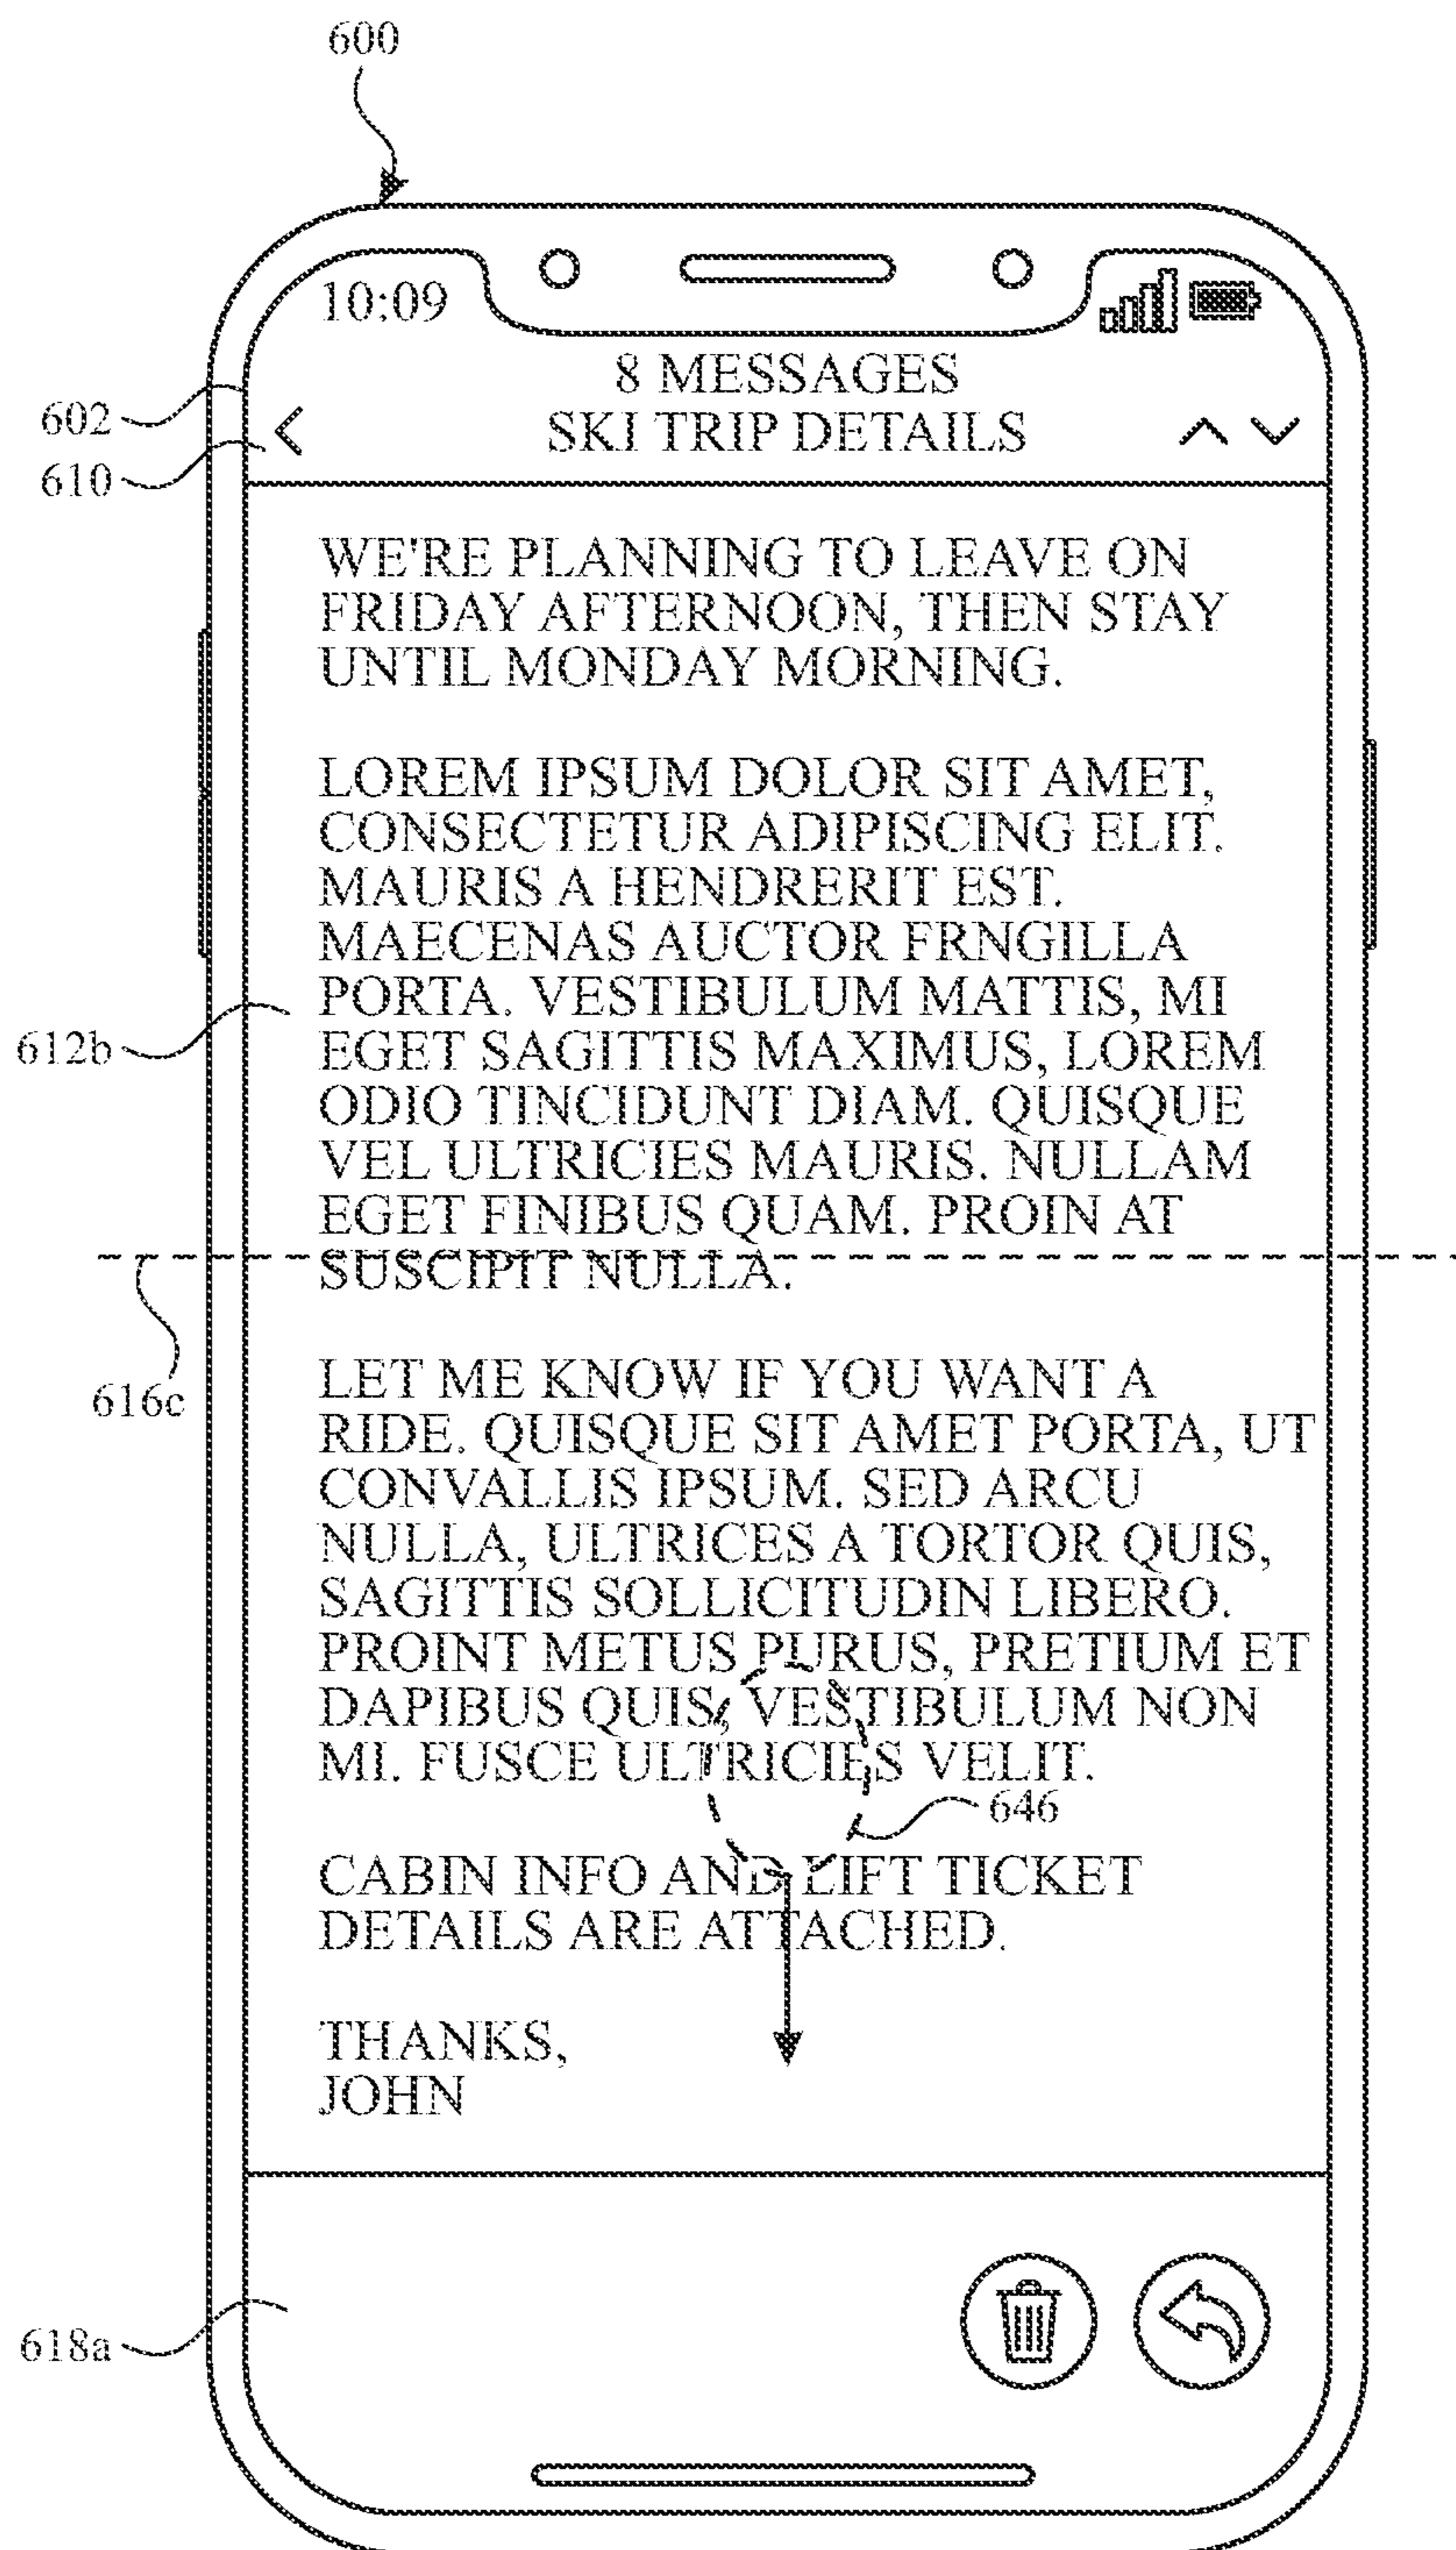 600
10:09
8 MESSAGES
602
SKI TRIP DETAILS
610
WE'RE PLANNING TO LEAVE ON
FRIDAY AFTERNOON, THEN STAY
UNTIL MONDAY MORNING.
LOREM IPSUM DOLOR SIT AMET,
CONSECTETUR ADIPISCING ELIT.
MAURIS A HENDRERIT EST.
MAECENAS AUCTOR FRNGILLA
PORTA. VESTIBULUM MATTIS, MI
612b
EGET SAGITTIS MAXIMUS, LOREM
ODIO TINCIDUNT DIAM. QUISQUE
VEL ULTRICIES MAURIS. NULLAM
EGET FINIBUS QUAM. PROIN AT
SUSCIPIT NULLA.
616c
LET ME KNOW IF YOU WANT A
RIDE. QUISQUE SIT AMET PORTA, UT
CONVALLIS IPSUM. SED ARCU
NULLA, ULTRICES A TORTOR QUIS,
SAGITTIS SOLLICITUDIN LIBERO.
PROINT METUS PURUS, PRETIUM ET
DAPIBUS QUIS, VESTIBULUM NON
MI. FUSCE ULTRICIES VELIT.
646
CABIN INFO AND LIFT TICKET
DETAILS ARE ATTACHED.
THANKS,
JOHN
618a